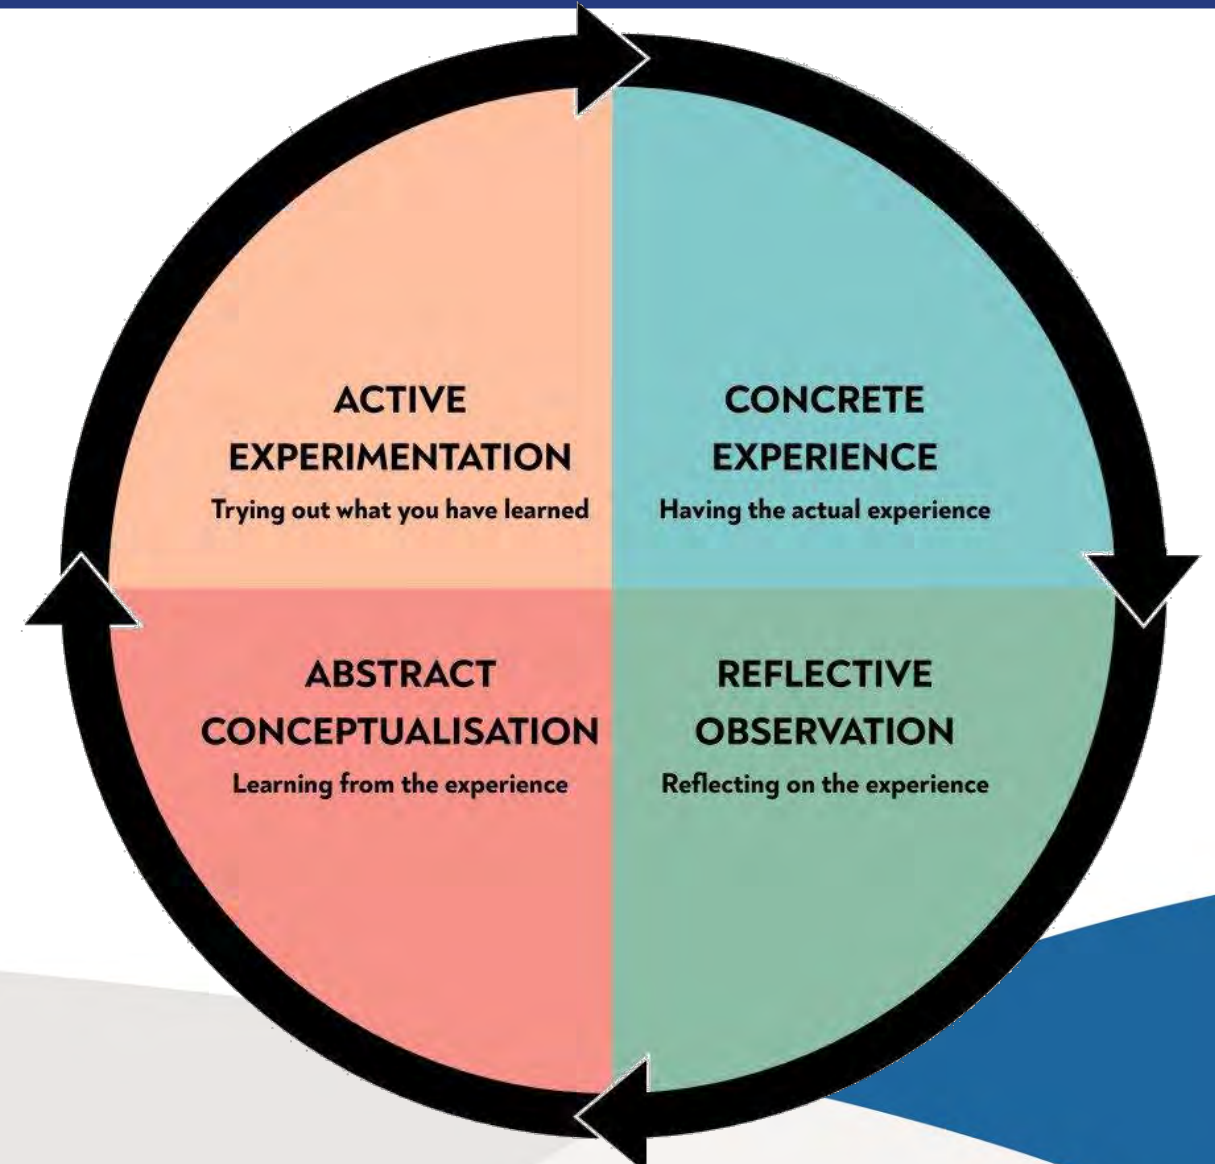 ACTIVE
EXPERIMENTATION
Trying out what you have learned
CONCRETE
EXPERIENCE
Having the actual experience
ABSTRACT
CONCEPTUALISATION
Learning from the experience
REFLECTIVE
OBSERVATION
Reflecting on the experience